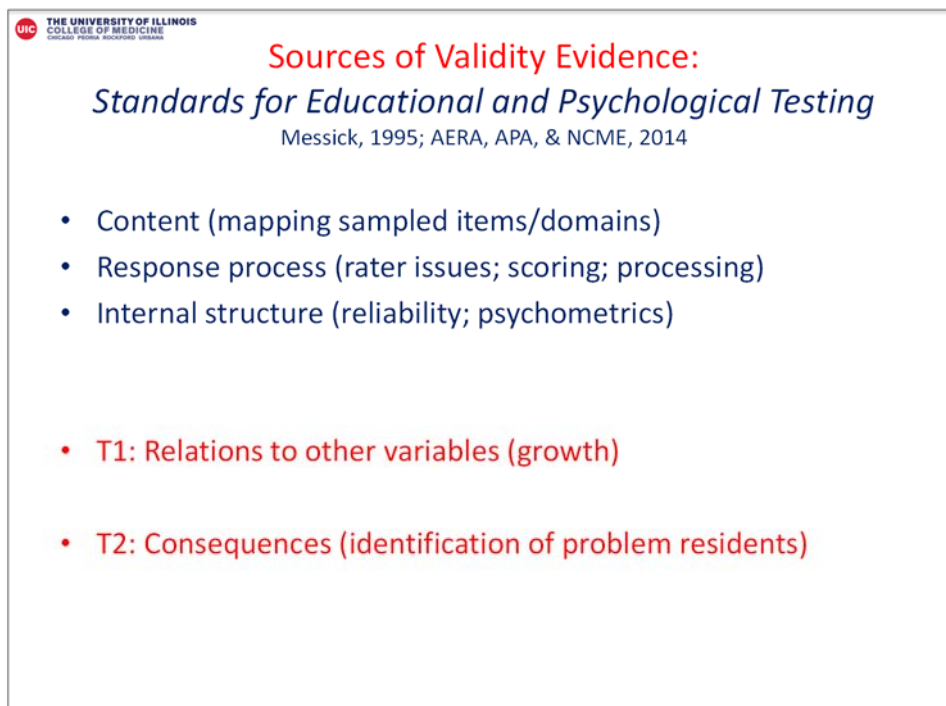 UIC
THE UNIVERSITY OF ILLINOIS
COLLEGE OF MEDICINE
CHICAGO PEORIA ROCKFORD URBANA
Sources of Validity Evidence:
Standards for Educational and Psychological Testing
Messick, 1995; AERA, APA, & NCME, 2014
• Content (mapping sampled items/domains)
• Response process (rater issues; scoring; processing)
• Internal structure (reliability; psychometrics)
• T1: Relations to other variables (growth)
• T2: Consequences (identification of problem residents)